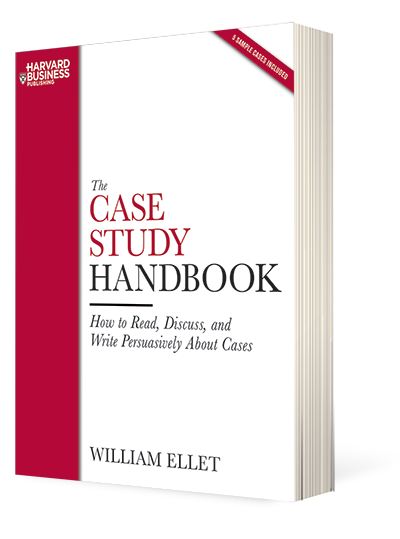 HARVARD
BUSINESS
PUBLISHING
5 SAMPLE CASES INCLUDED
The
CASE
STUDY
HANDBOOK
How to Read, Discuss, and
Write Persuasively About Cases
WILLIAM ELLET